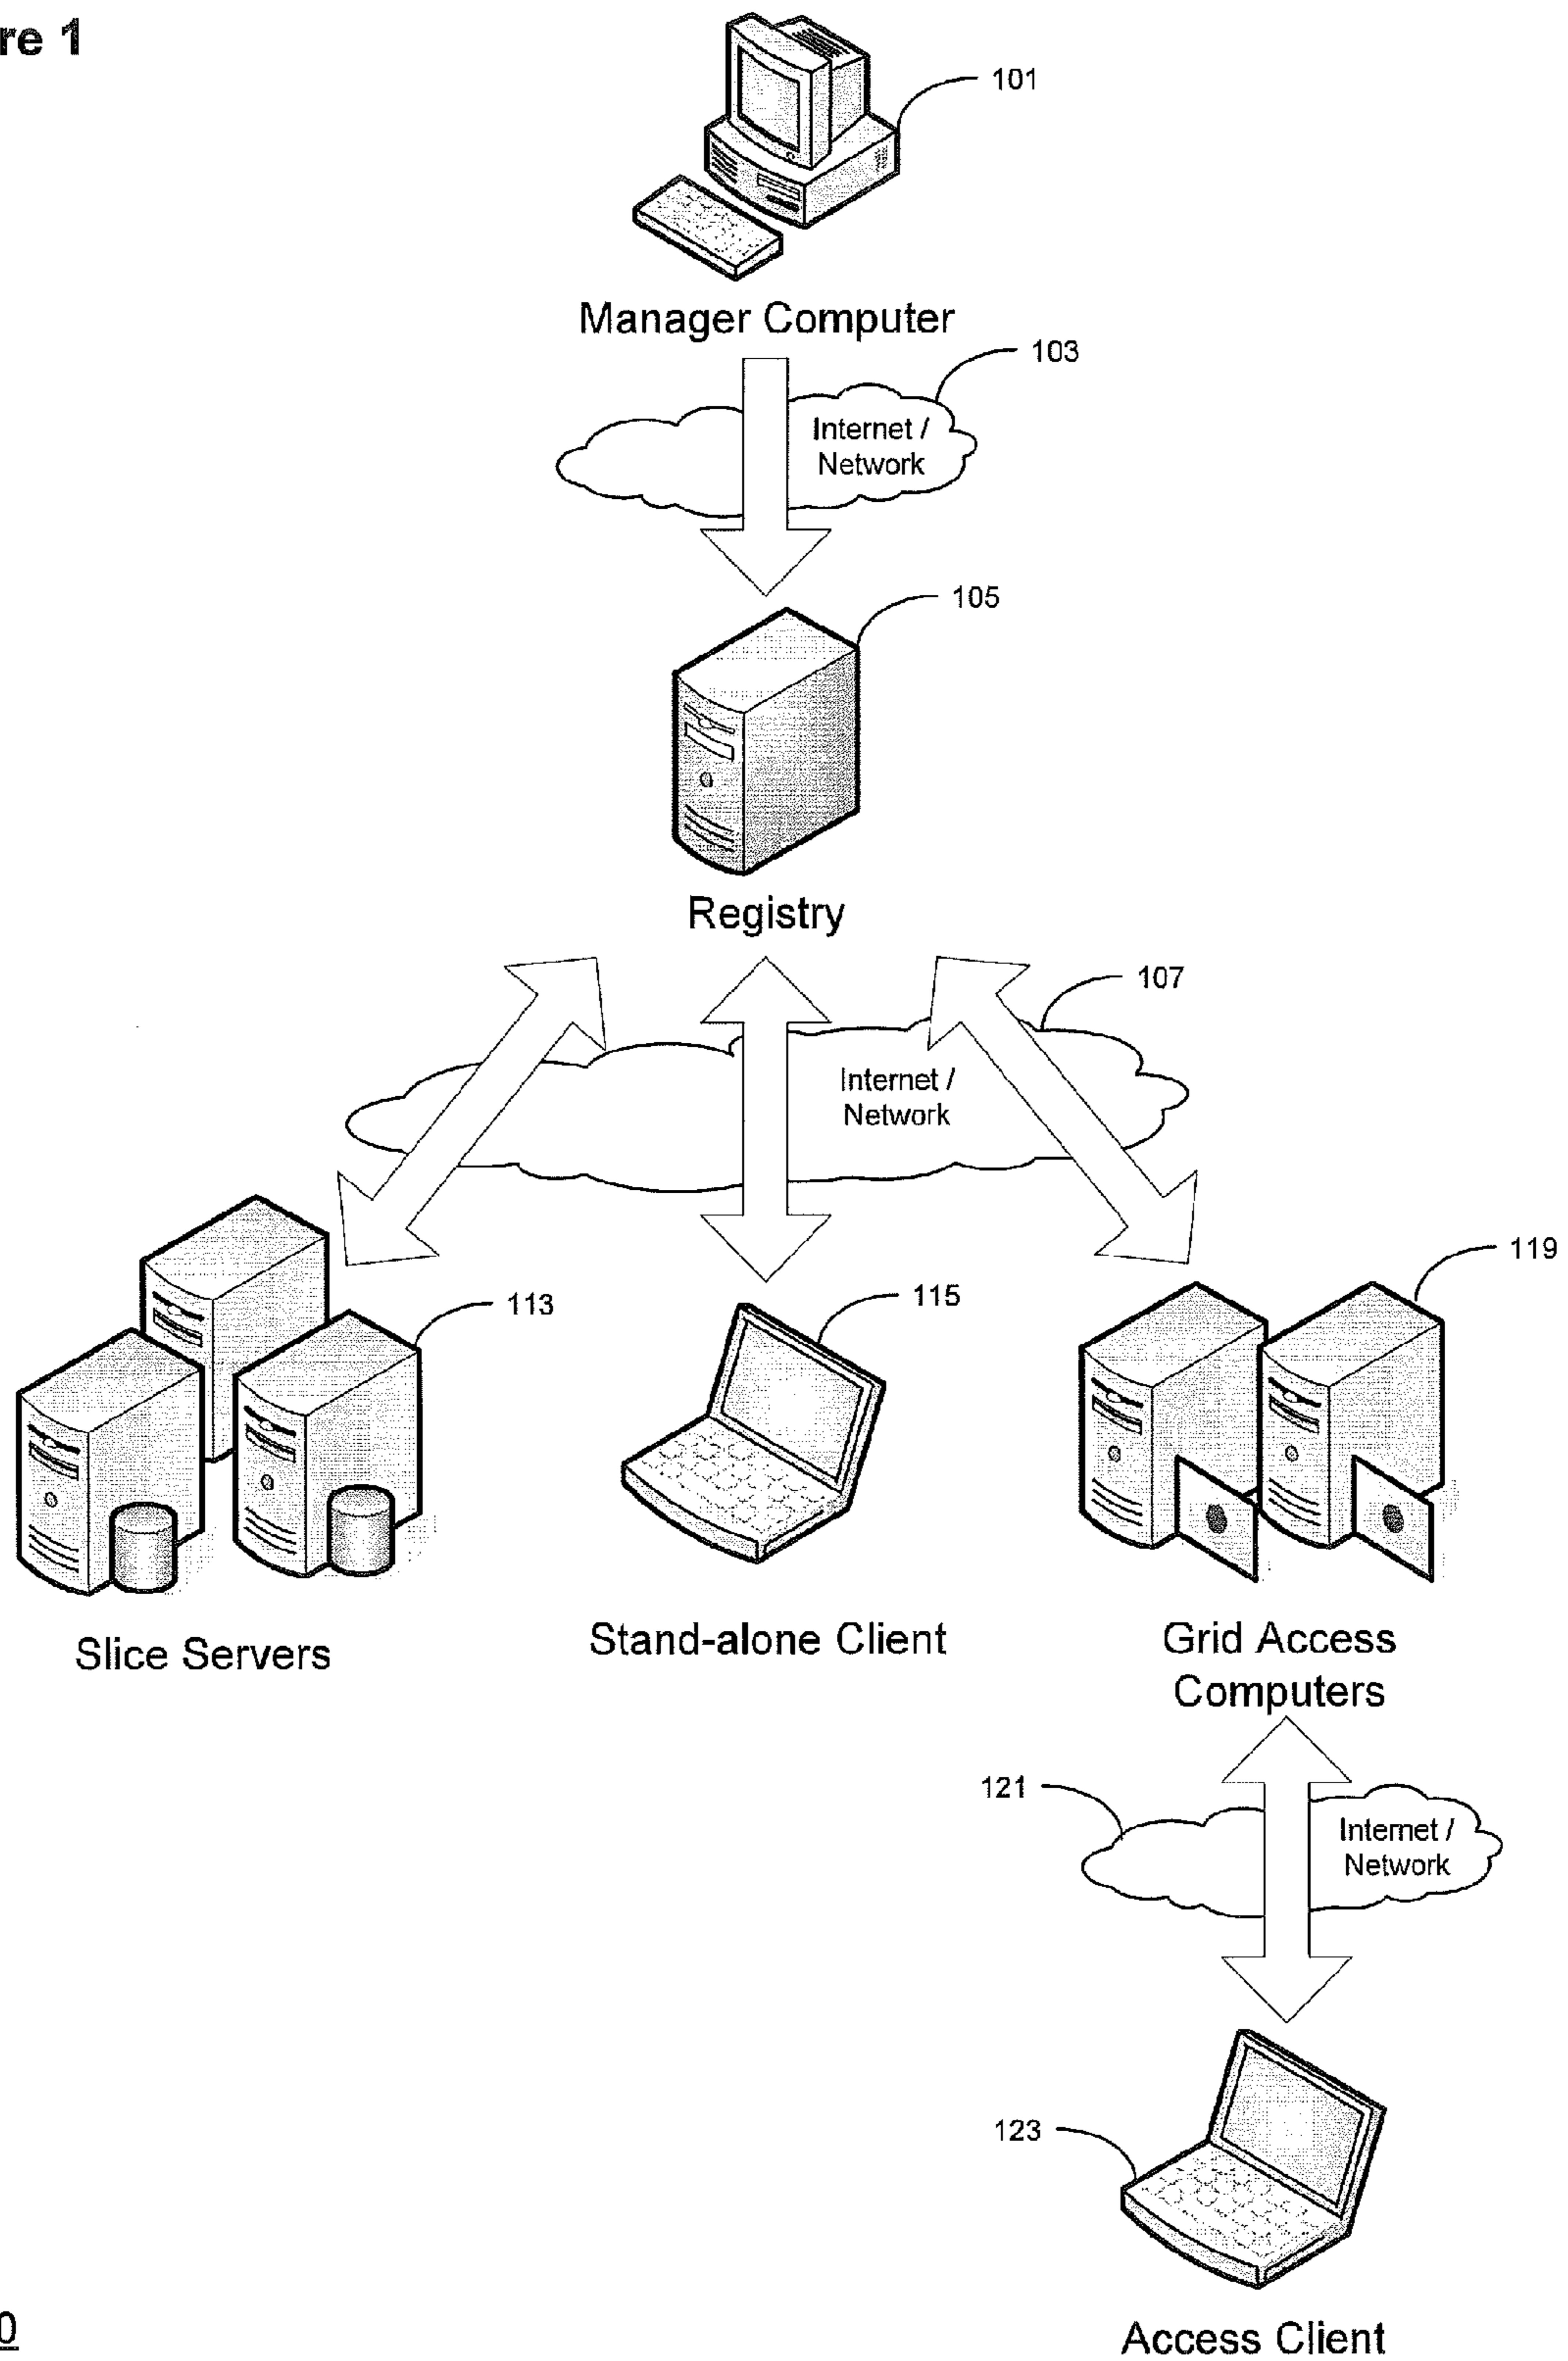 re 1
101
Manager Computer
103
Internet /
Network
105
Registry
107
Internet /
Network
119
113
115
Slice Servers
Stand-alone Client
Grid Access
Computers
121
Internet /
Network
123
0
Access Client